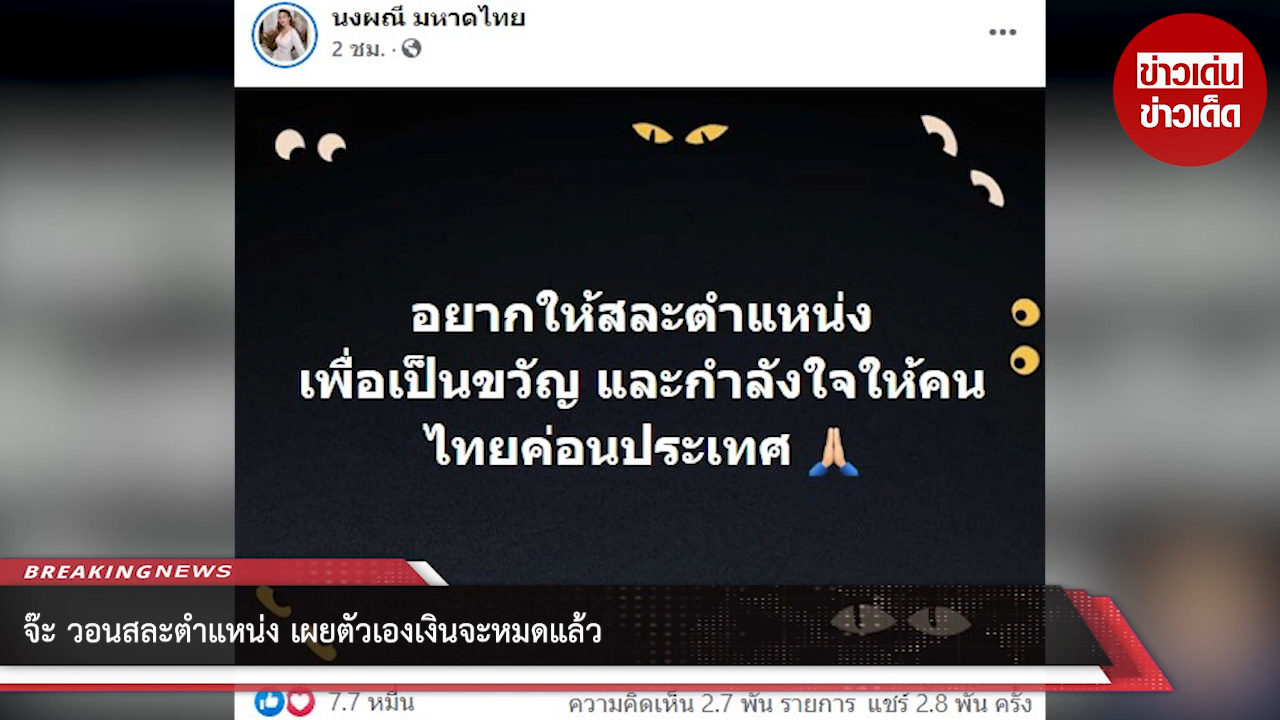 นงผณี มหาดไทย
2 ชม. ·
ข่าวเด่น
ข่าวเด็ด
อยากให้สละตำแหน่ง
เพื่อเป็นขวัญ และกำลังใจให้คน
ไทยค่อนประเทศ 🙏
BREAKINGNEWS
จ๊ะ วอนสละตำแหน่ง เผยตัวเองเงินจะหมดแล้ว
7.7 หมื่น ความคิดเห็น 2.7 พัน รายการ แชร์ 2.8 พัน ครั้ง